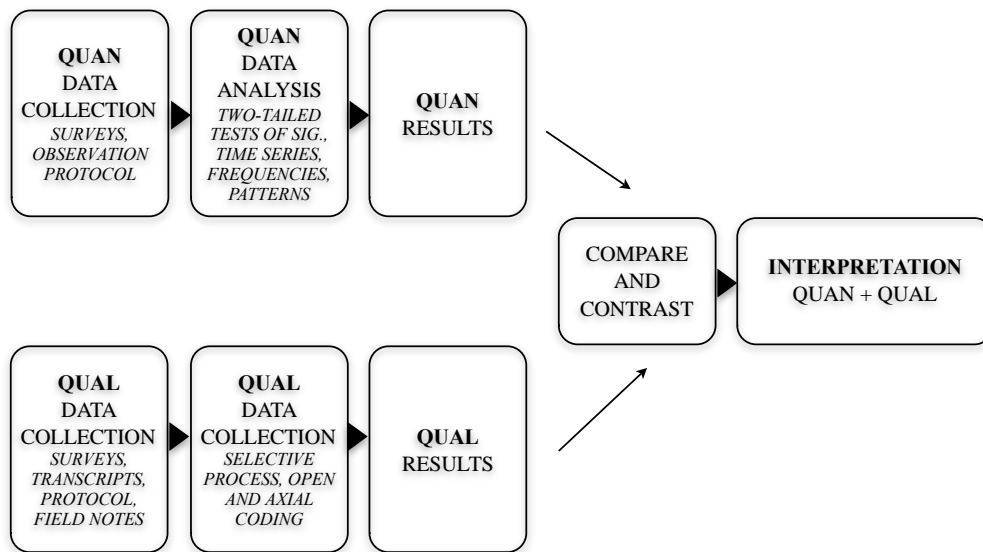 QUAN
DATA
COLLECTION
SURVEYS,
OBSERVATION
PROTOCOL
QUAN
DATA
ANALYSIS
TWO-TAILED
TESTS OF SIG.,
TIME SERIES,
FREQUENCIES,
PATTERNS
QUAN
RESULTS
COMPARE
AND
CONTRAST
INTERPRETATION
QUAN + QUAL
QUAL
DATA
COLLECTION
SURVEYS,
TRANSCRIPTS,
PROTOCOL,
FIELD NOTES
QUAL
DATA
COLLECTION
SELECTIVE
PROCESS, OPEN
AND AXIAL
CODING
QUAL
RESULTS